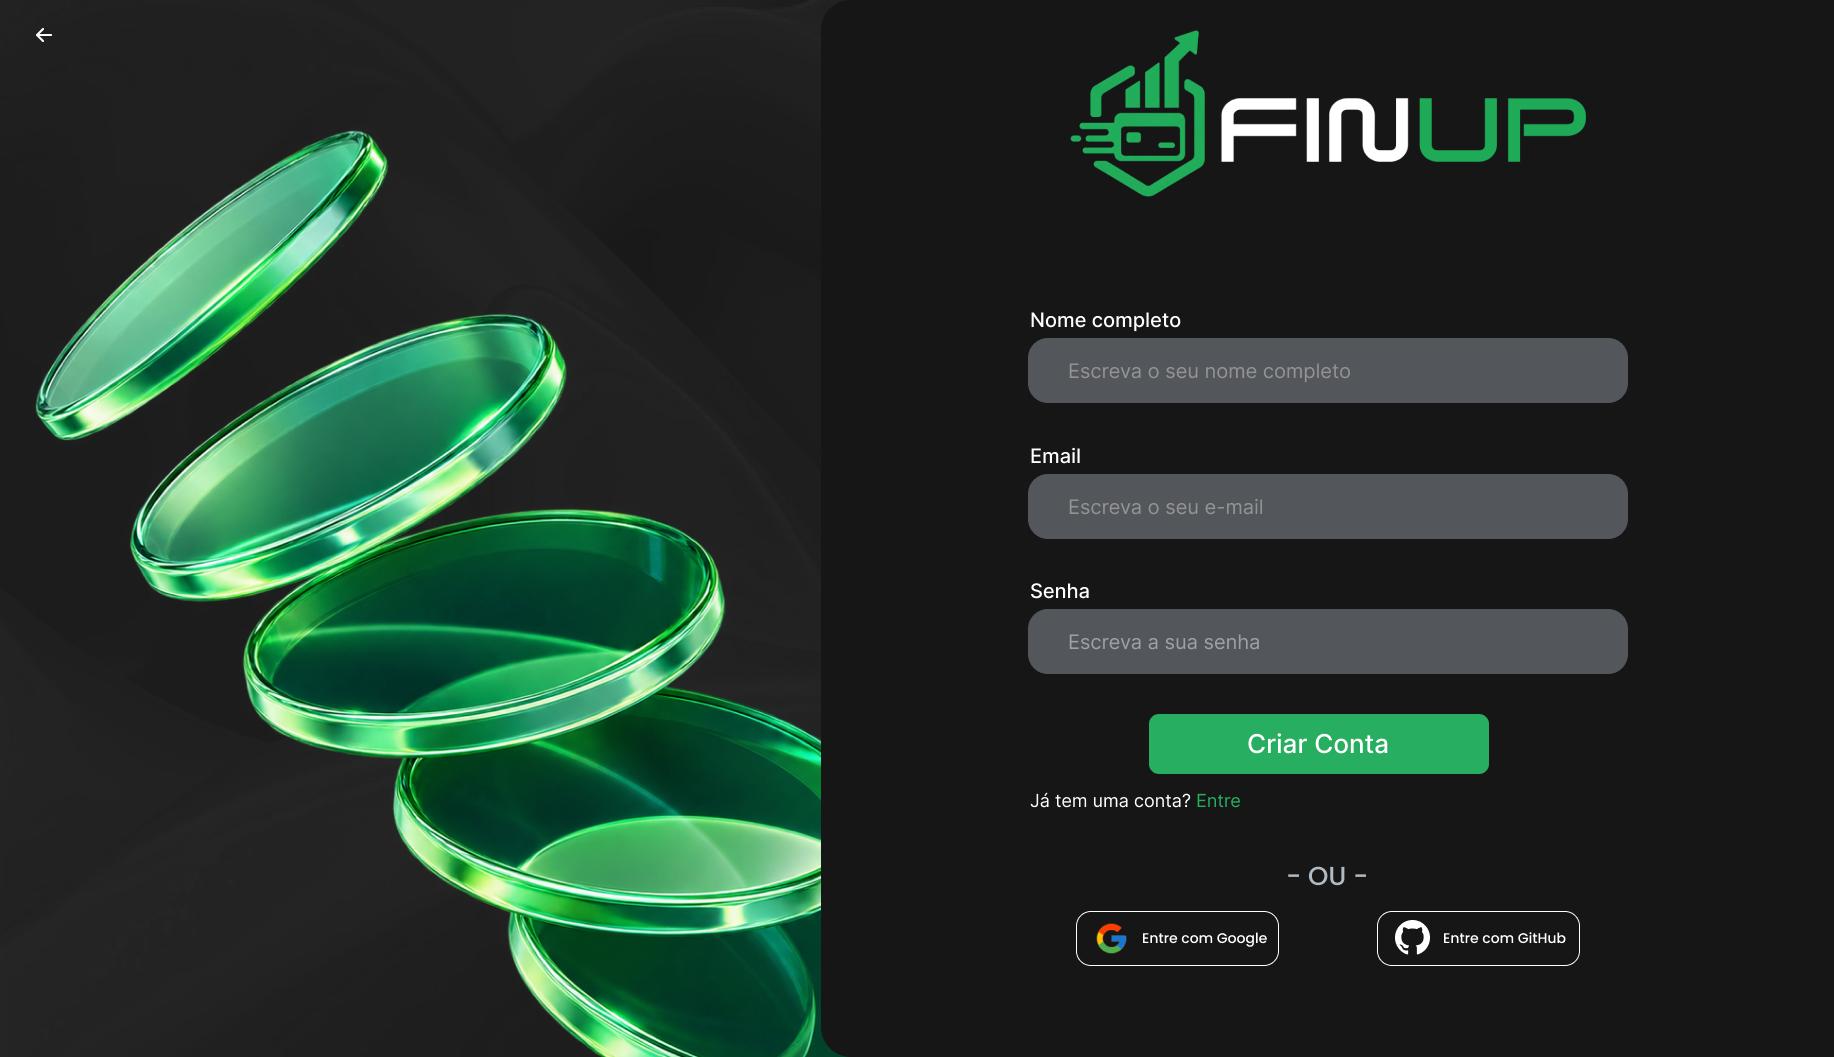 FINUP
Nome completo
Escreva o seu nome completo
Email
Escreva o seu e-mail
Senha
Escreva a sua senha
Criar Conta
Já tem uma conta? Entre
- OU -
Entre com Google
Entre com GitHub